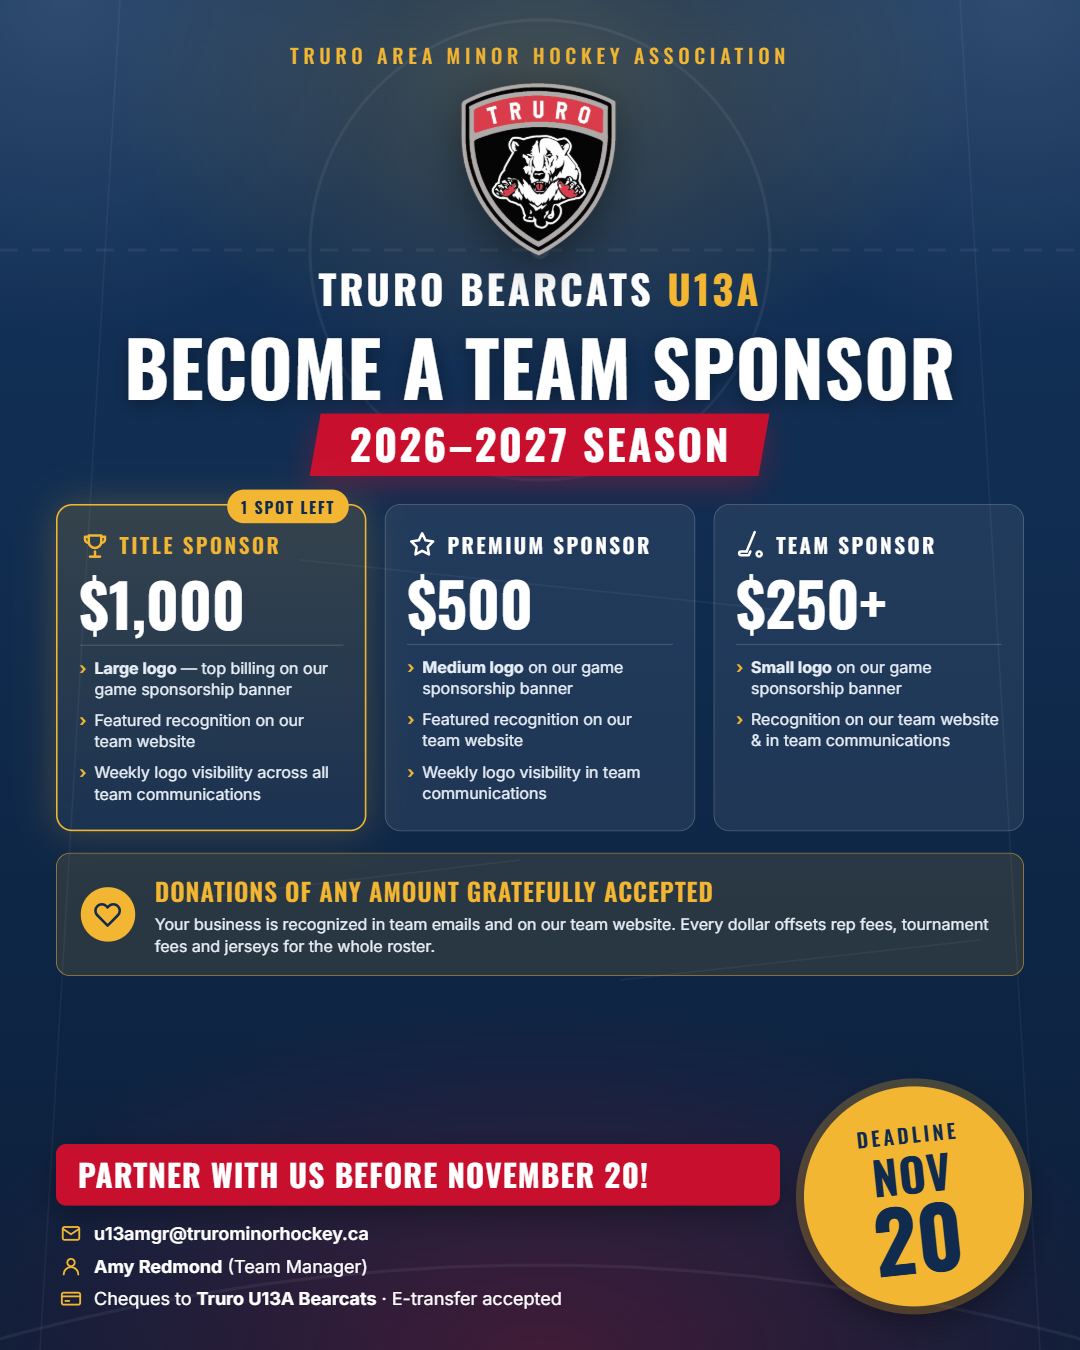 TRURO AREA MINOR HOCKEY ASSOCIATION
TRURO
TRURO BEARCATS U13A
BECOME A TEAM SPONSOR
2026–2027 SEASON
1 SPOT LEFT
TITLE SPONSOR
$1,000
› Large logo — top billing on our
game sponsorship banner
› Featured recognition on our
team website
› Weekly logo visibility across all
team communications
PREMIUM SPONSOR
$500
› Medium logo on our game
sponsorship banner
› Featured recognition on our
team website
› Weekly logo visibility in team
communications
TEAM SPONSOR
$250+
› Small logo on our game
sponsorship banner
› Recognition on our team website
& in team communications
DONATIONS OF ANY AMOUNT GRATEFULLY ACCEPTED
Your business is recognized in team emails and on our team website. Every dollar offsets rep fees, tournament
fees and jerseys for the whole roster.
PARTNER WITH US BEFORE NOVEMBER 20!
u13amgr@trurominorhockey.ca
Amy Redmond (Team Manager)
Cheques to Truro U13A Bearcats · E-transfer accepted
DEADLINE
NOV
20